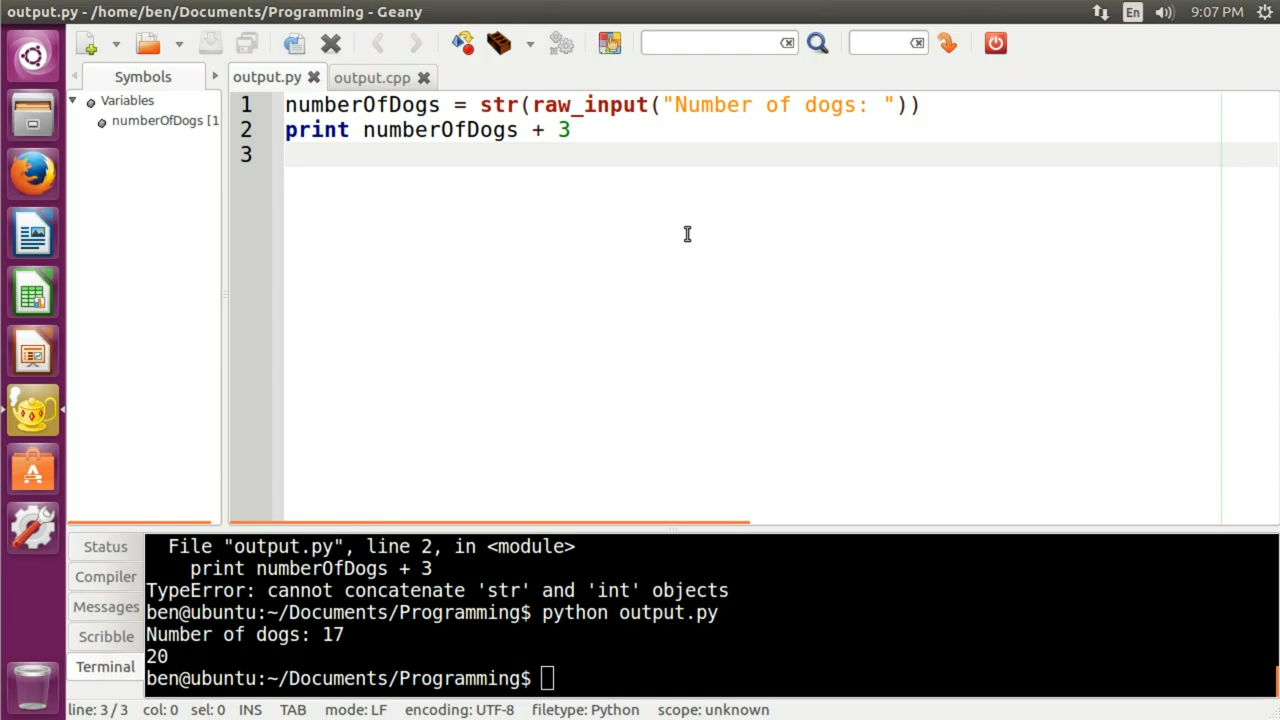 output.py - /home/ben/Documents/Programming - Geany
En
9:07 PM
Symbols
output.py
output.cpp
Variables
numberOfDogs [1
1 numberOfDogs = str(raw_input("Number of dogs: "))
2 print numberOfDogs + 3
3
Status
Compiler
Messages
Scribble
Terminal
File "output.py", line 2, in <module>
print numberOfDogs + 3
TypeError: cannot concatenate 'str' and 'int' objects
ben@ubuntu:~/Documents/Programming$ python output.py
Number of dogs: 17
20
ben@ubuntu:~/Documents/Programming$
line: 3 / 3 col: 0 sel: 0 INS TAB mode: LF encoding: UTF-8 filetype: Python scope: unknown